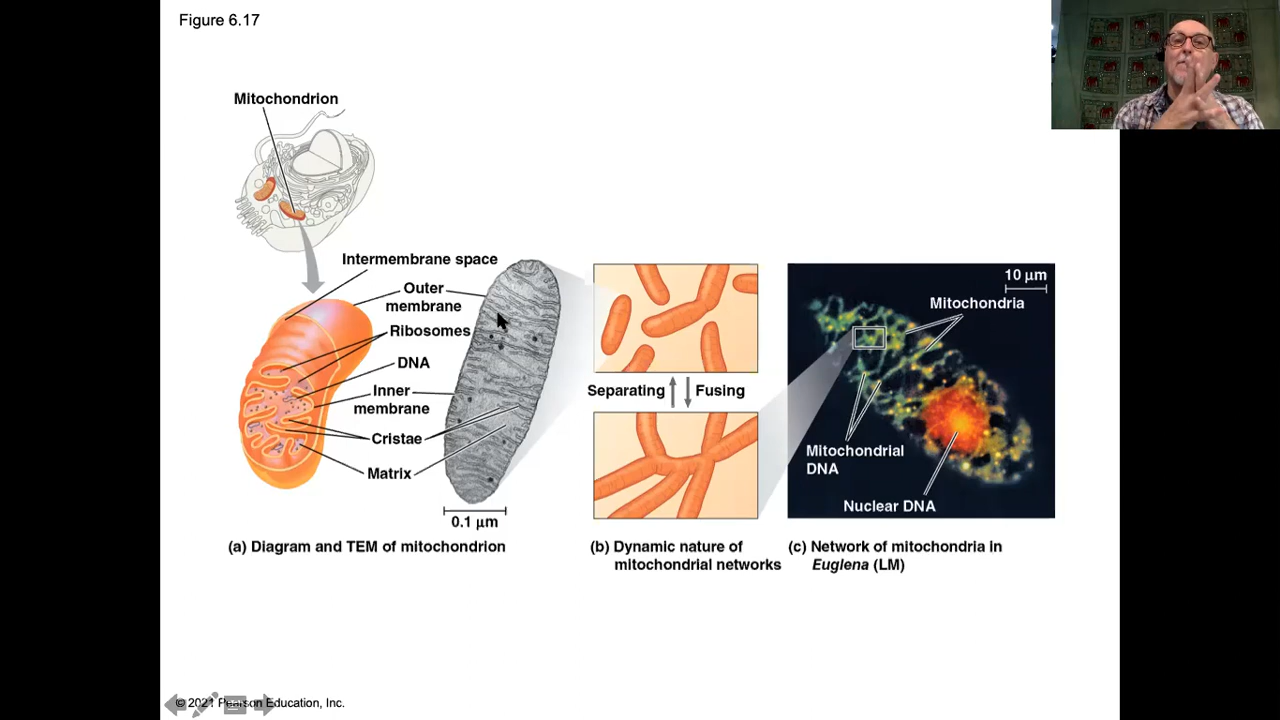 Figure 6.17
Mitochondrion
Intermembrane space
Outer
membrane
Ribosomes
DNA
Inner
membrane
Cristae
Matrix
0.1 μm
(a) Diagram and TEM of mitochondrion
Separating
Fusing
(b) Dynamic nature of
mitochondrial networks
10 μm
Mitochondria
Mitochondrial
DNA
Nuclear DNA
(c) Network of mitochondria in
Euglena (LM)
© 2021 Pearson Education, Inc.